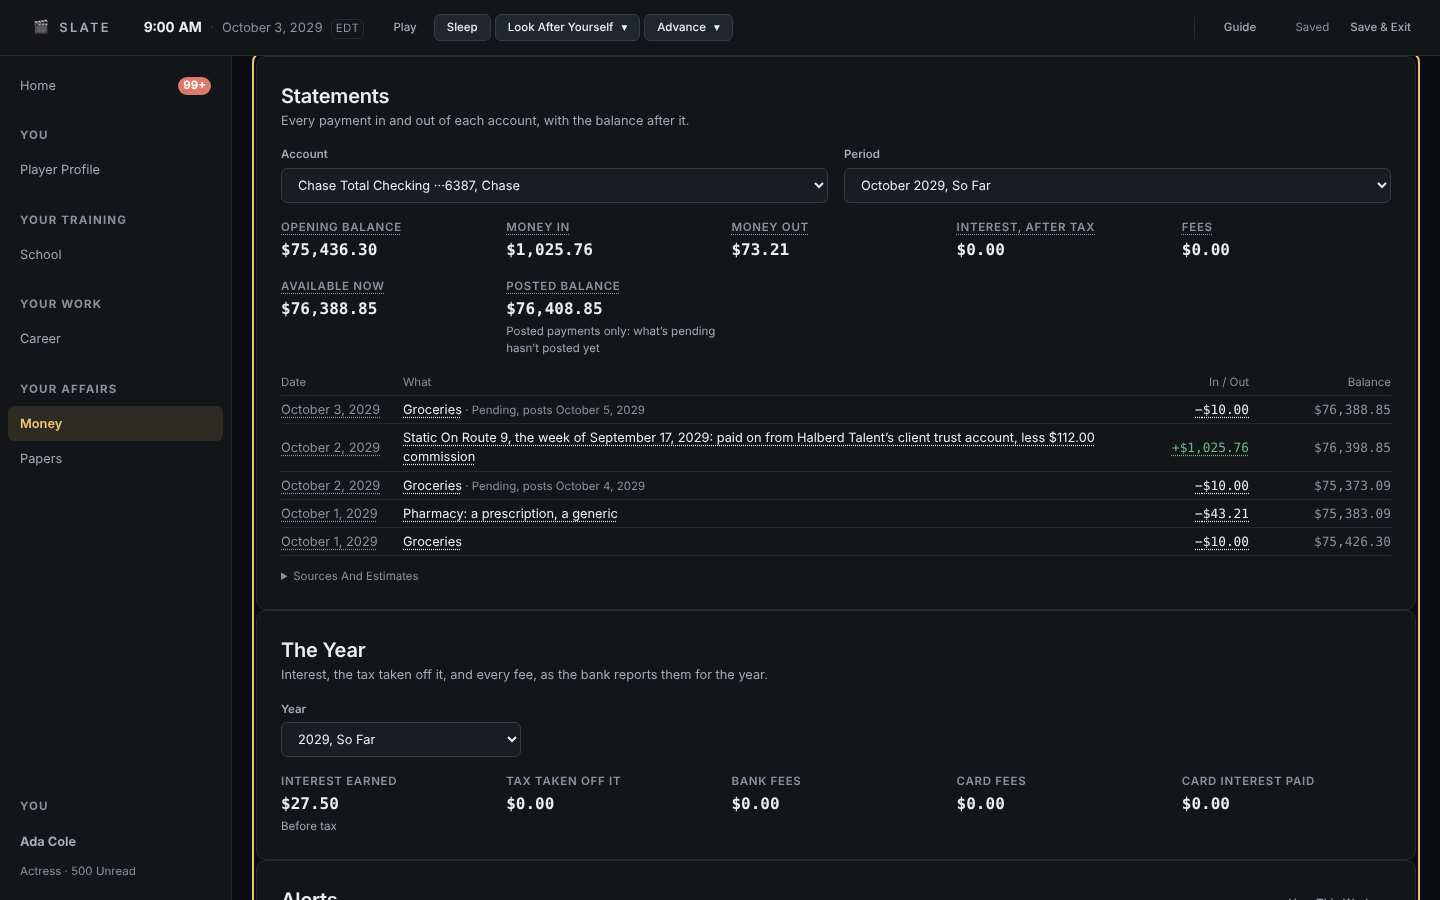 SLATE
9:00 AM · October 3, 2029 EDT
Play
Sleep
Look After Yourself ▾
Advance ▾
Guide
Saved
Save & Exit
Home
99+
YOU
Player Profile
YOUR TRAINING
School
YOUR WORK
Career
YOUR AFFAIRS
Money
Papers
YOU
Ada Cole
Actress · 500 Unread
Statements
Every payment in and out of each account, with the balance after it.
Account
Period
Chase Total Checking ···6387, Chase
October 2029, So Far
OPENING BALANCE
MONEY IN
MONEY OUT
INTEREST, AFTER TAX
FEES
$75,436.30
$1,025.76
$73.21
$0.00
$0.00
AVAILABLE NOW
POSTED BALANCE
$76,388.85
$76,408.85
Posted payments only: what's pending
hasn't posted yet
Date
What
In / Out
Balance
October 3, 2029 Groceries · Pending, posts October 5, 2029 −$10.00 $76,388.85
October 2, 2029 Static On Route 9, the week of September 17, 2029: paid on from Halberd Talent's client trust account, less $112.00
commission +$1,025.76 $76,398.85
October 2, 2029 Groceries · Pending, posts October 4, 2029 −$10.00 $75,373.09
October 1, 2029 Pharmacy: a prescription, a generic −$43.21 $75,383.09
October 1, 2029 Groceries −$10.00 $75,426.30
▶ Sources And Estimates
The Year
Interest, the tax taken off it, and every fee, as the bank reports them for the year.
Year
2029, So Far
INTEREST EARNED
TAX TAKEN OFF IT
BANK FEES
CARD FEES
CARD INTEREST PAID
$27.50
$0.00
$0.00
$0.00
$0.00
Before tax
Alerts